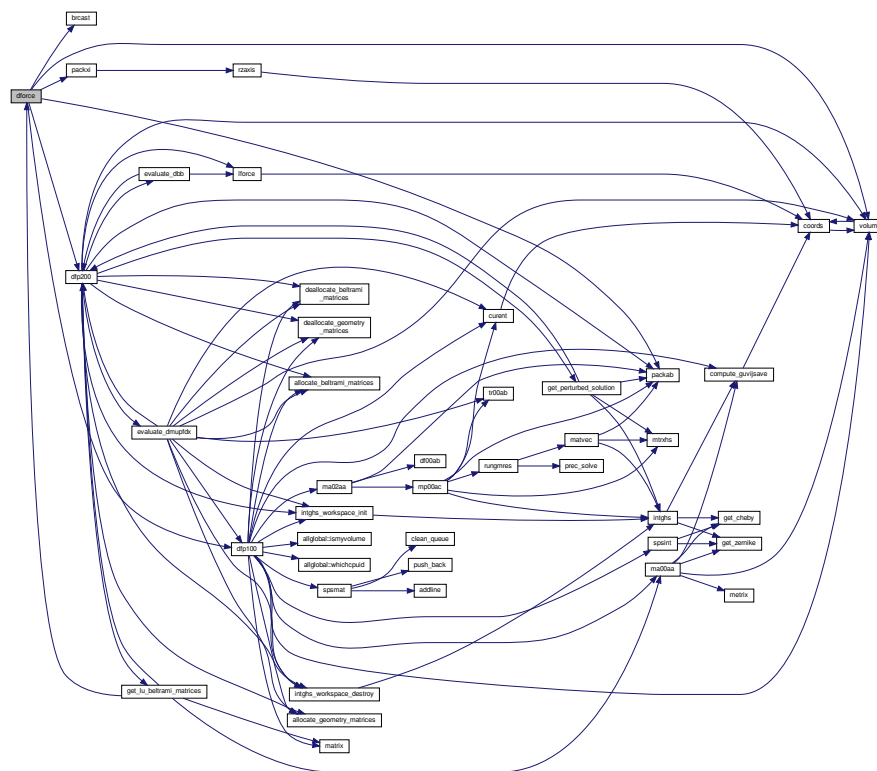 brcast
packxi
rzaxis
dforce
evaluate_dbb
lforce
coords
volume
dfp200
deallocate_beltrami
_matrices
deallocate_geometry
_matrices
curent
allocate_beltrami_matrices
get_perturbed_solution
packab
compute_guvijsave
tr00ab
evaluate_dmupfdx
matvec
mtrxhs
df00ab
rungmres
prec_solve
ma02aa
mp00ac
intghs_workspace_init
intghs
get_cheby
allglobal::ismyvolume
clean_queue
spsint
get_zernike
dfp100
allglobal::whichcpuid
push_back
ma00aa
spsmat
addline
metrix
get_lu_beltrami_matrices
intghs_workspace_destroy
allocate_geometry_matrices
matrix